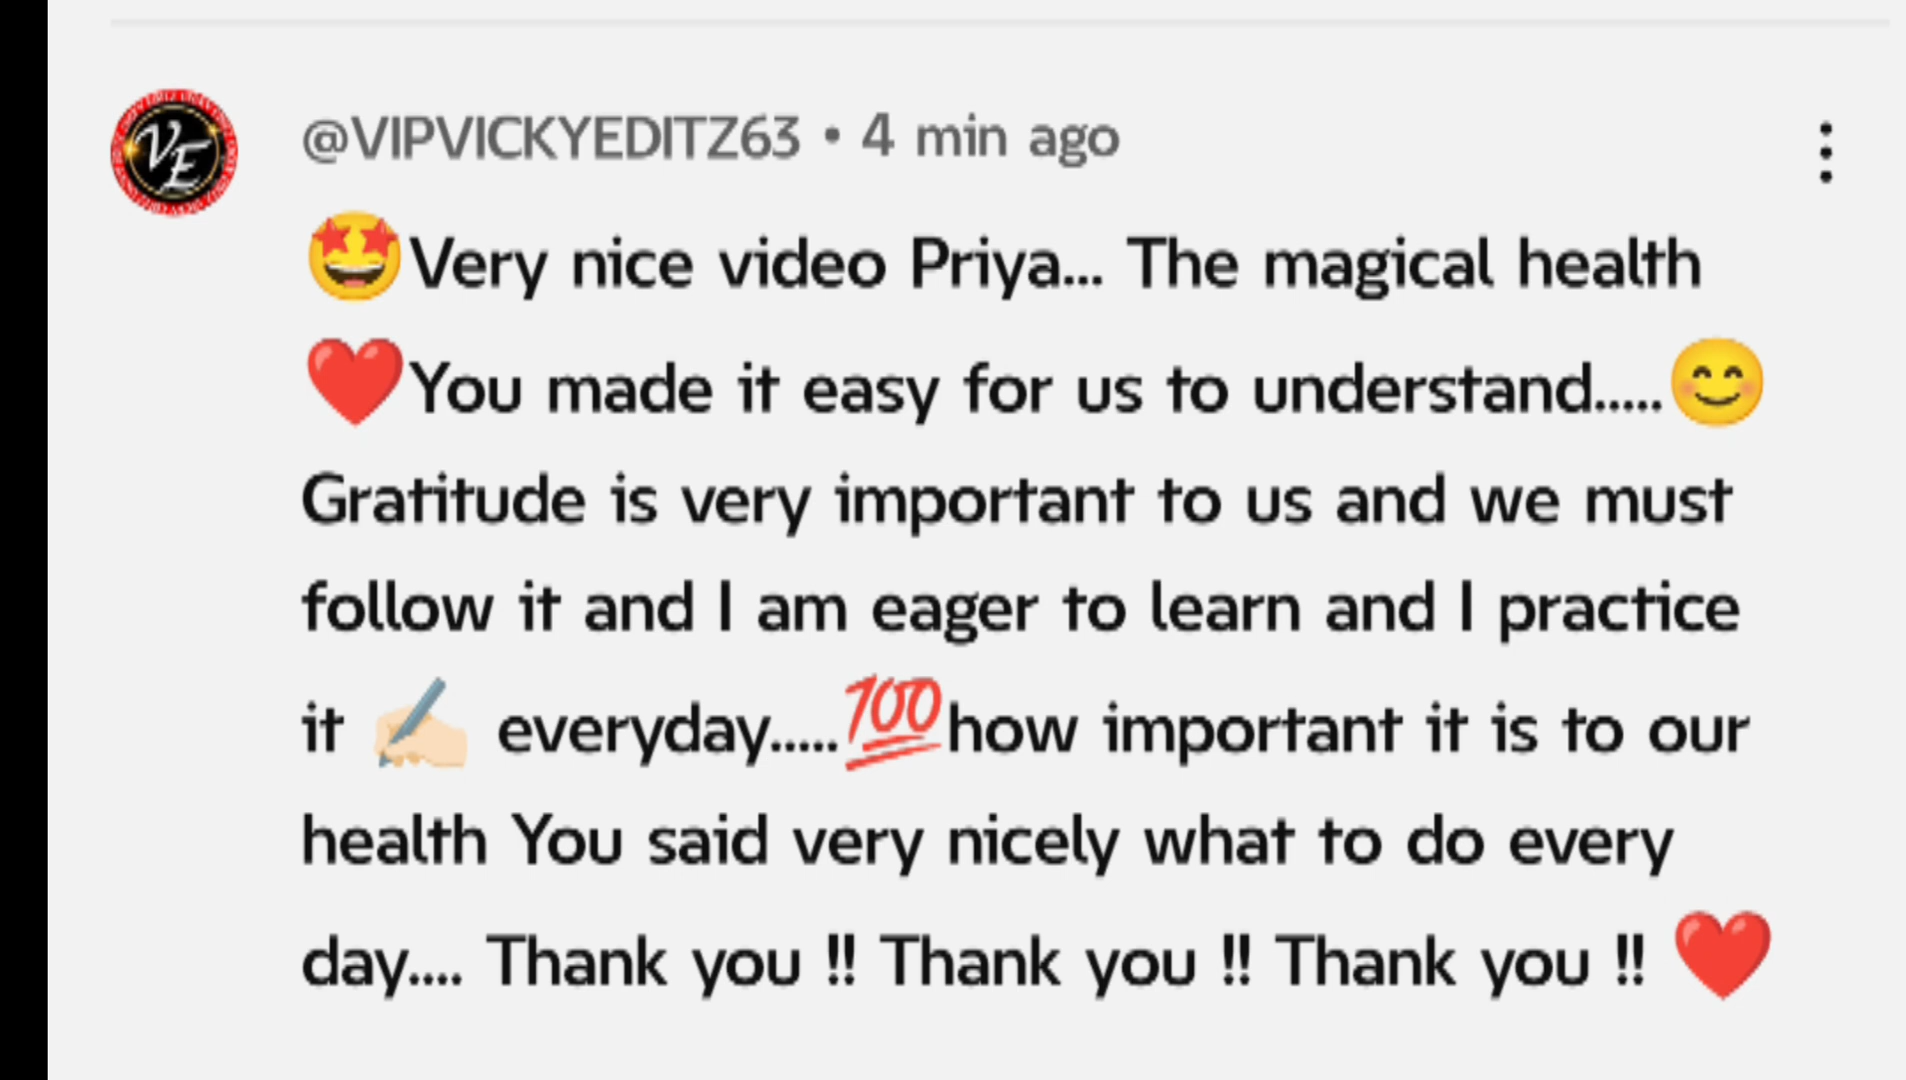 @VIPVICKYEDITZ63 • 4 min ago
🤩Very nice video Priya... The magical health
❤️You made it easy for us to understand.....😊
Gratitude is very important to us and we must
follow it and I am eager to learn and I practice
it ✍🏻 everyday.....💯how important it is to our
health You said very nicely what to do every
day.... Thank you !! Thank you !! Thank you !! ❤️
VE